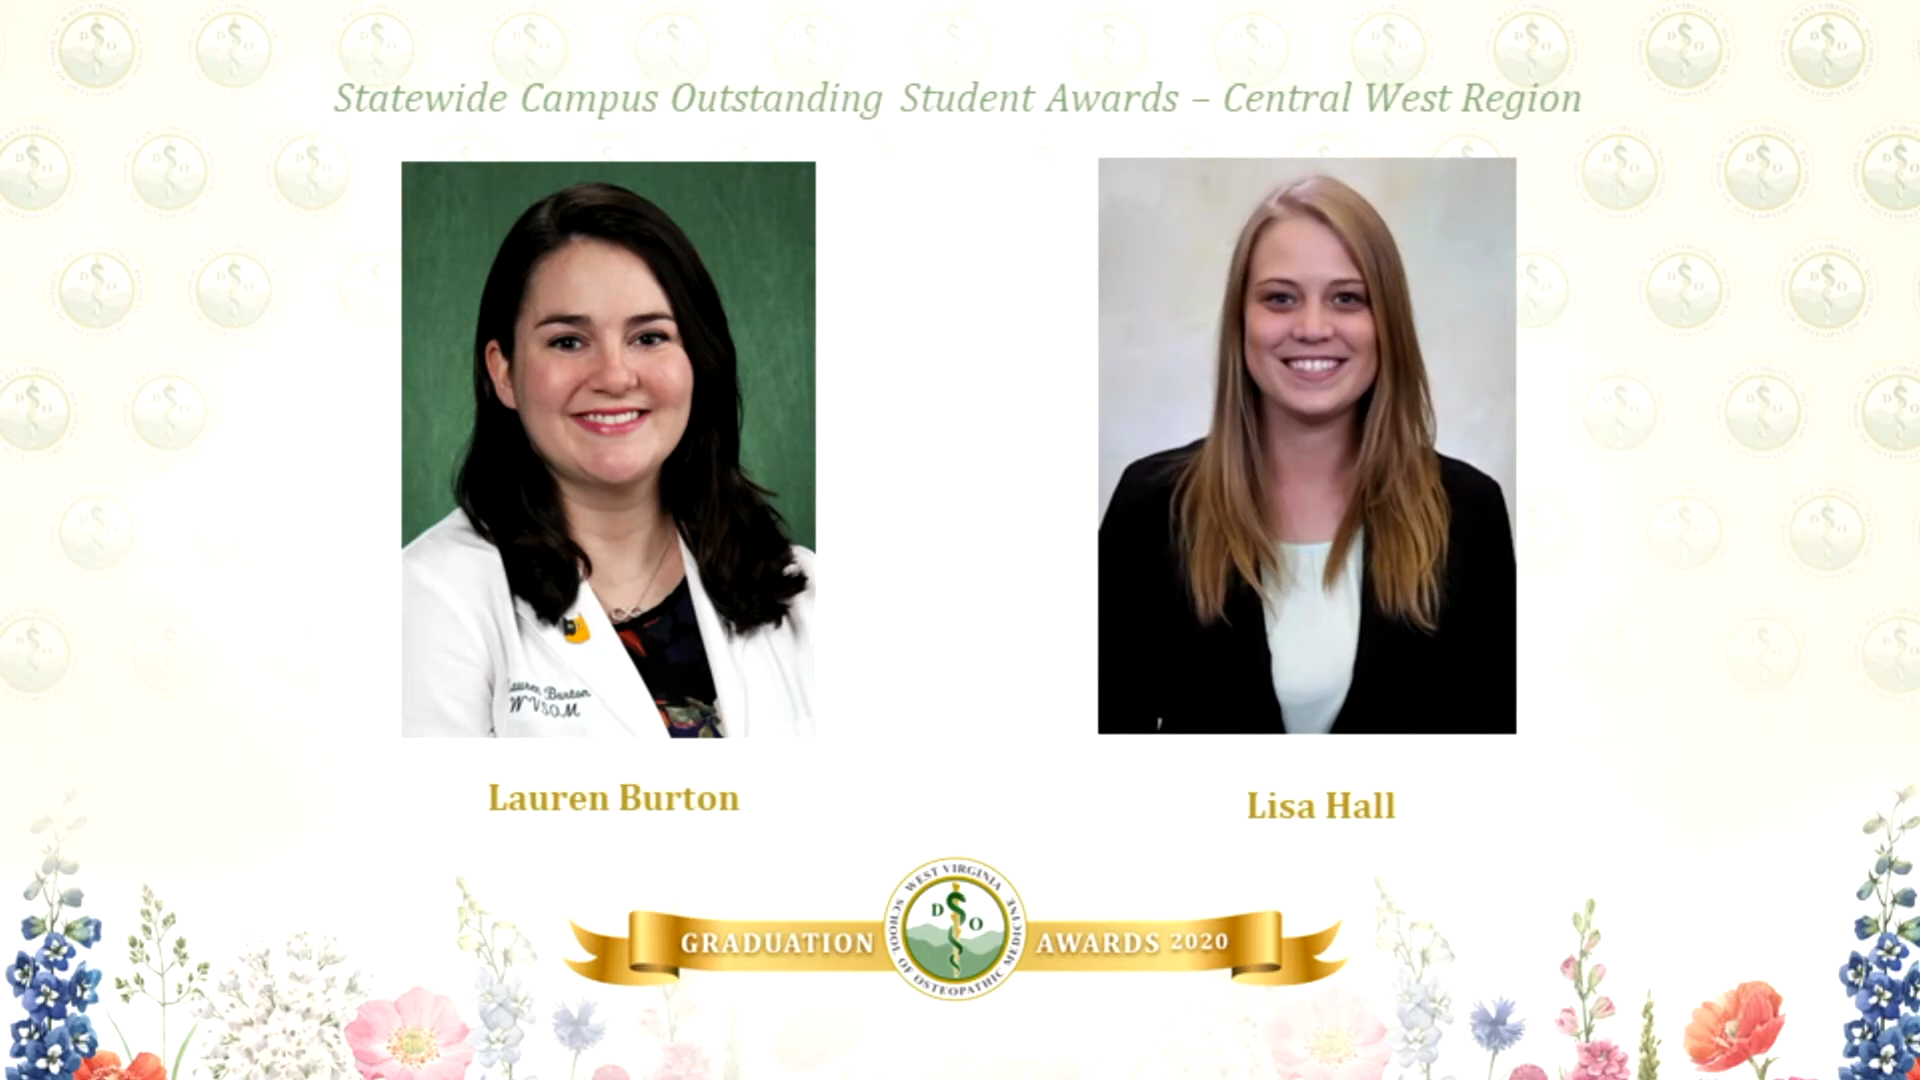 Statewide Campus Outstanding Student Awards – Central West Region
Lauren Burton
WVSOM
Lauren Burton
Lisa Hall
GRADUATION
WEST VIRGINIA
SCHOOL OF OSTEOPATHIC MEDICINE
D O
AWARDS 2020